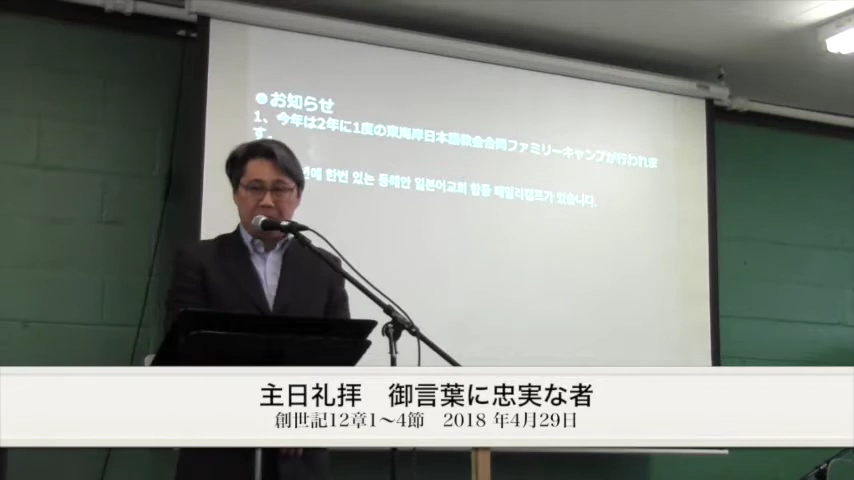 ●お知らせ
1、今年は2年に1度の東海岸日本語教会合同ファミリーキャンプが行われま
す。
한번 있는 동해안 일본어교회 합동 패밀리캠프가 있습니다.
主日礼拝　御言葉に忠実な者
創世記12章1〜4節　2018 年4月29日